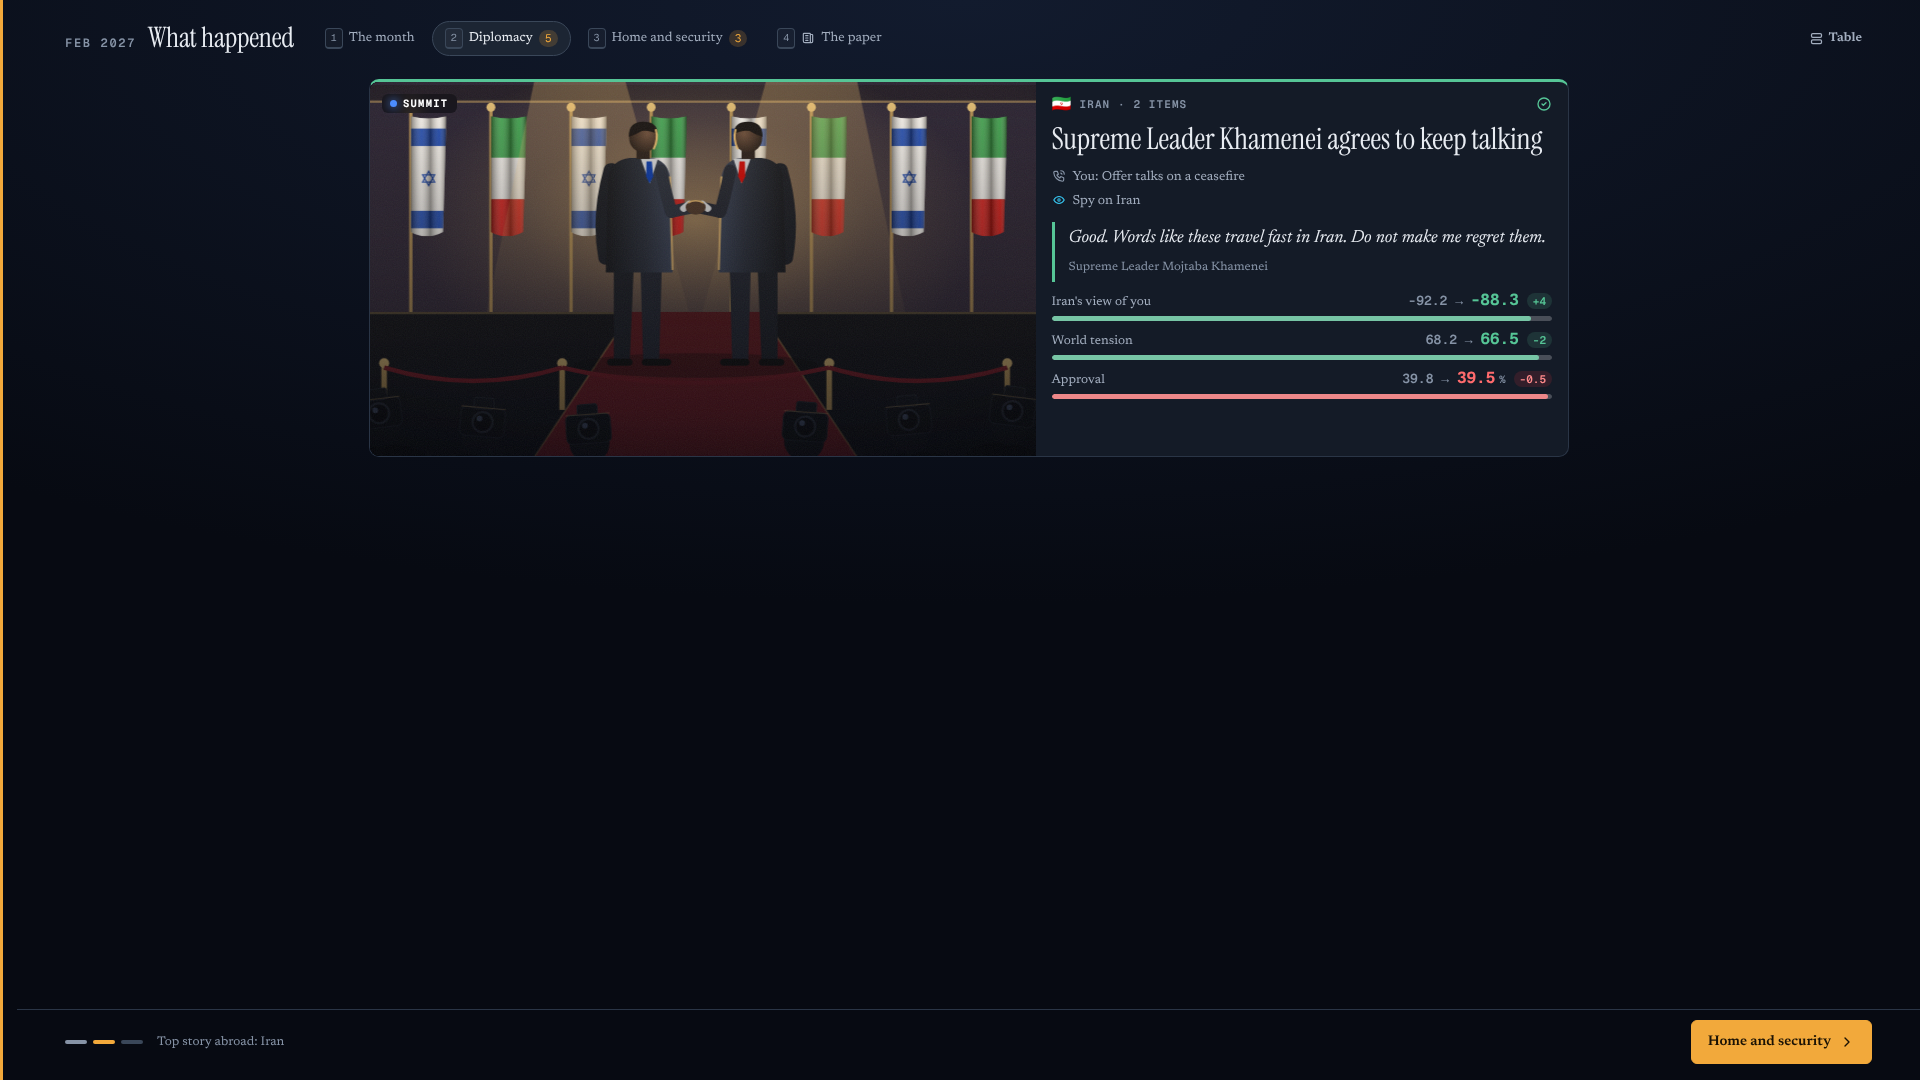 FEB 2027 What happened 1 The month 2 Diplomacy 5 3 Home and security 3 4 The paper Table
SUMMIT
IRAN · 2 ITEMS
Supreme Leader Khamenei agrees to keep talking
You: Offer talks on a ceasefire
Spy on Iran
Good. Words like these travel fast in Iran. Do not make me regret them.
Supreme Leader Mojtaba Khamenei
Iran's view of you -92.2 → -88.3 +4
World tension 68.2 → 66.5 -2
Approval 39.8 → 39.5 % -0.5
Top story abroad: Iran
Home and security